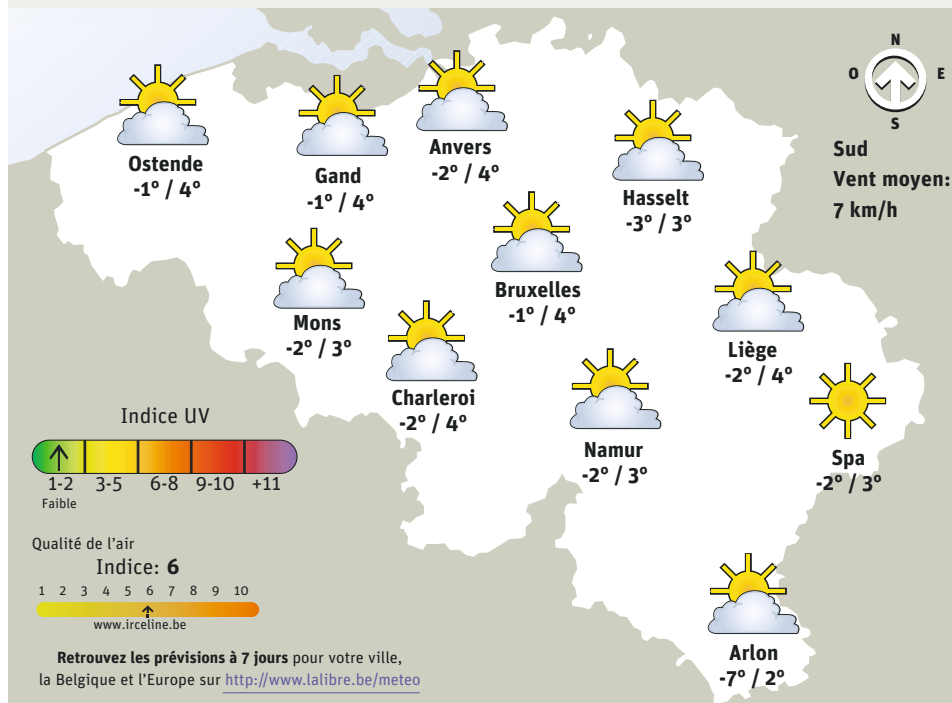 N
O E
S
Sud
Vent moyen:
7 km/h
Ostende
-1° / 4°
Gand
-1° / 4°
Anvers
-2° / 4°
Hasselt
-3° / 3°
Bruxelles
-1° / 4°
Mons
-2° / 3°
Charleroi
-2° / 4°
Liège
-2° / 4°
Namur
-2° / 3°
Spa
-2° / 3°
Arlon
-7° / 2°
Indice UV
1-2 3-5 6-8 9-10 +11
Faible
Qualité de l'air
Indice: 6
1 2 3 4 5 6 7 8 9 10
www.irceline.be
Retrouvez les prévisions à 7 jours pour votre ville,
la Belgique et l'Europe sur http://www.lalibre.be/meteo